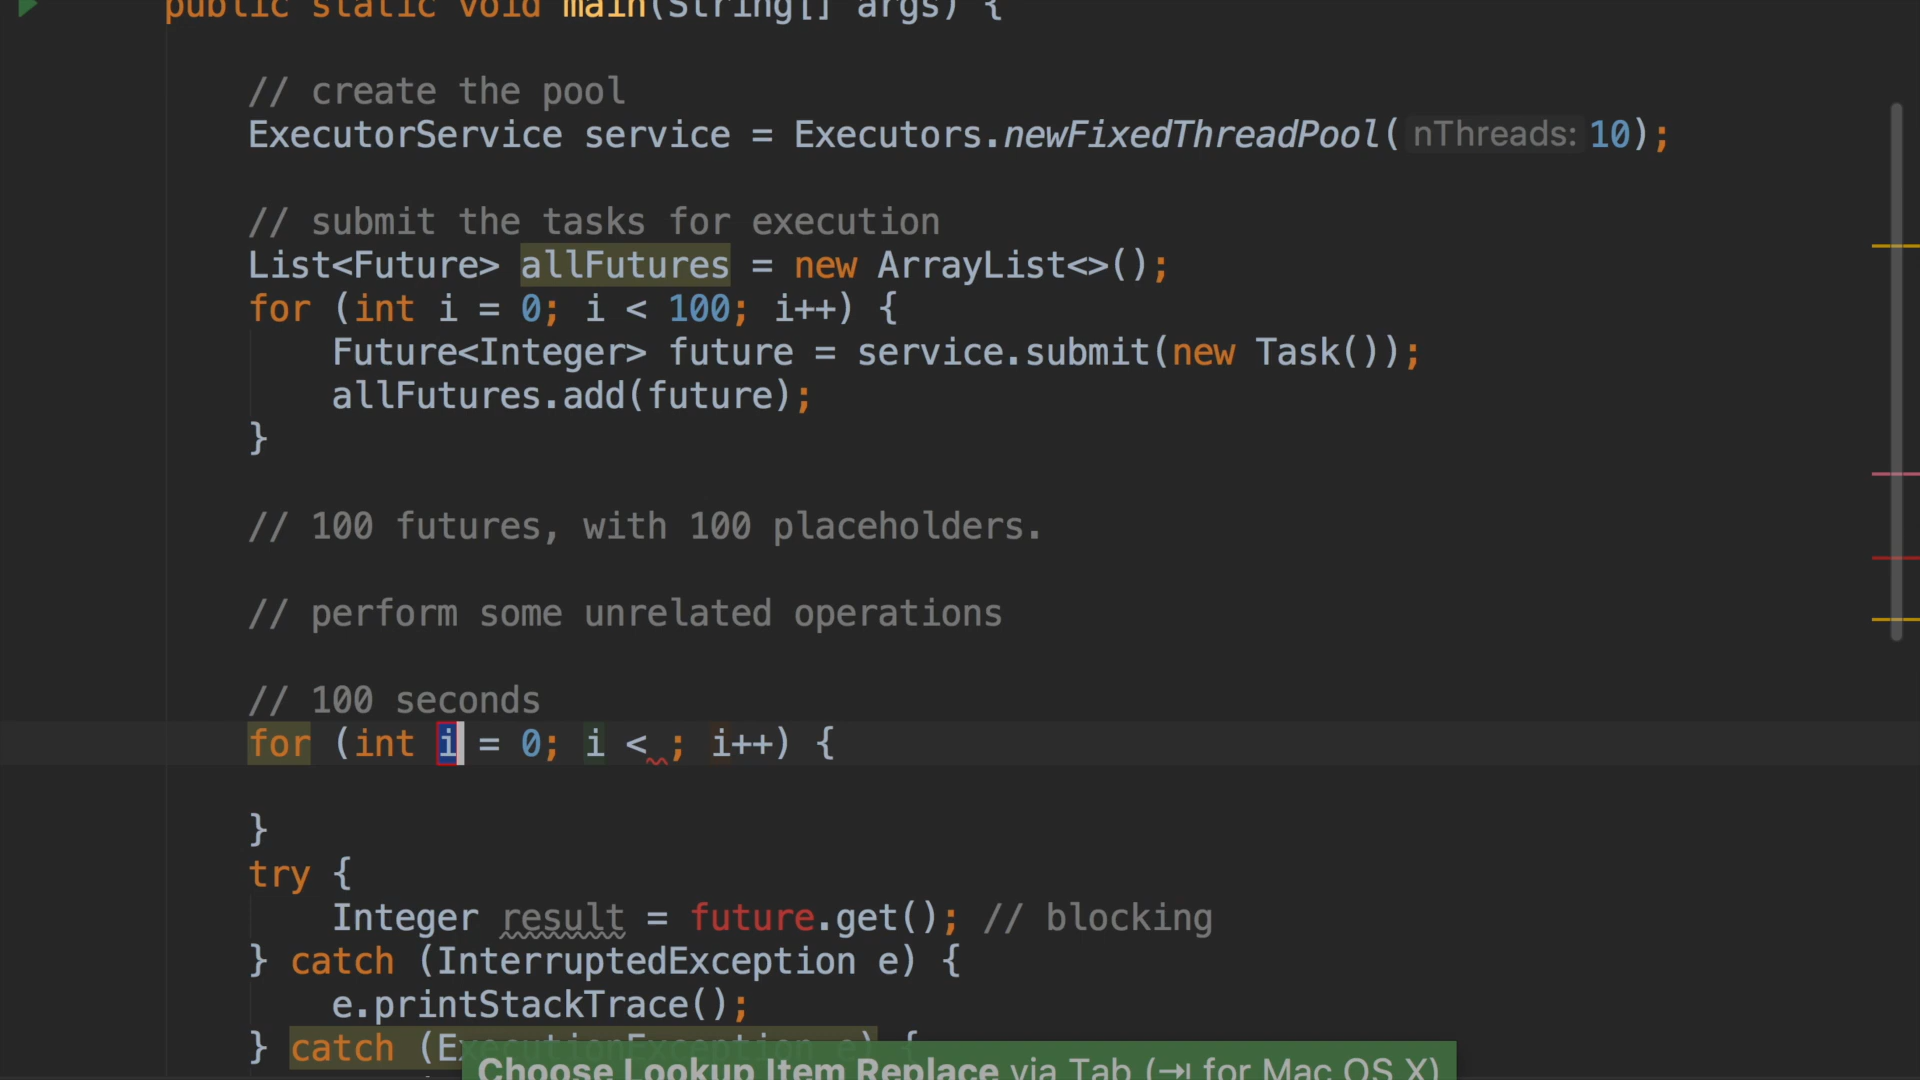 public static void main(String[] args) {
// create the pool
ExecutorService service = Executors.newFixedThreadPool( nThreads: 10);
// submit the tasks for execution
List<Future> allFutures = new ArrayList<>();
for (int i = 0; i < 100; i++) {
Future<Integer> future = service.submit(new Task());
allFutures.add(future);
}
// 100 futures, with 100 placeholders.
// perform some unrelated operations
// 100 seconds
for (int i = 0; i < ; i++) {
}
try {
Integer result = future.get(); // blocking
} catch (InterruptedException e) {
e.printStackTrace();
} catch (ExecutionException e) {
Choose Lookup Item Replace via Tab (⇥ for Mac OS X)